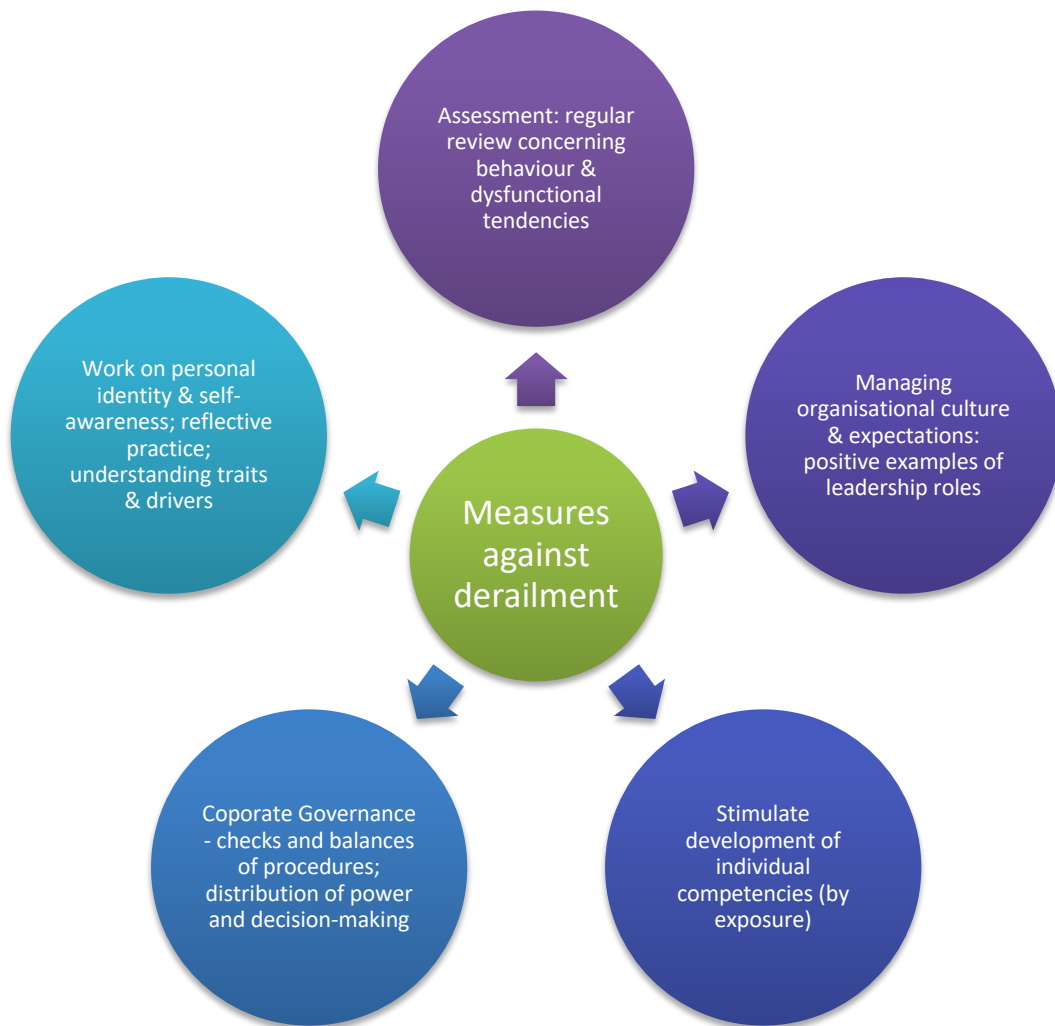 Assessment: regular
review concerning
behaviour &
dysfunctional
tendencies
Managing
organisational culture
& expectations:
positive examples of
leadership roles
Stimulate
development of
individual
competencies (by
exposure)
Coporate Governance
- checks and balances
of procedures;
distribution of power
and decision-making
Work on personal
identity & self-
awareness; reflective
practice;
understanding traits
& drivers
Measures
against
derailment